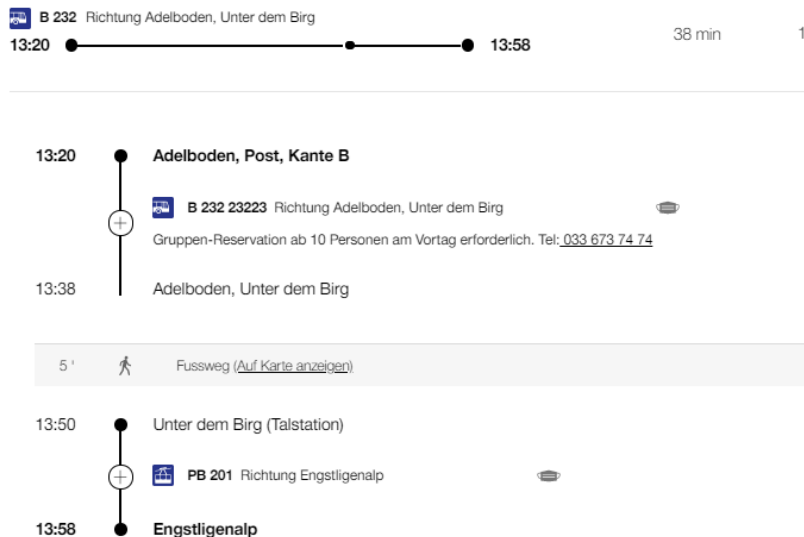 B 232 Richtung Adelboden, Unter dem Birg
13:20 13:58 38 min 1
13:20 Adelboden, Post, Kante B
B 232 23223 Richtung Adelboden, Unter dem Birg
Gruppen-Reservation ab 10 Personen am Vortag erforderlich. Tel: 033 673 74 74
13:38 Adelboden, Unter dem Birg
5 ' Fussweg (Auf Karte anzeigen)
13:50 Unter dem Birg (Talstation)
PB 201 Richtung Engstligenalp
13:58 Engstligenalp